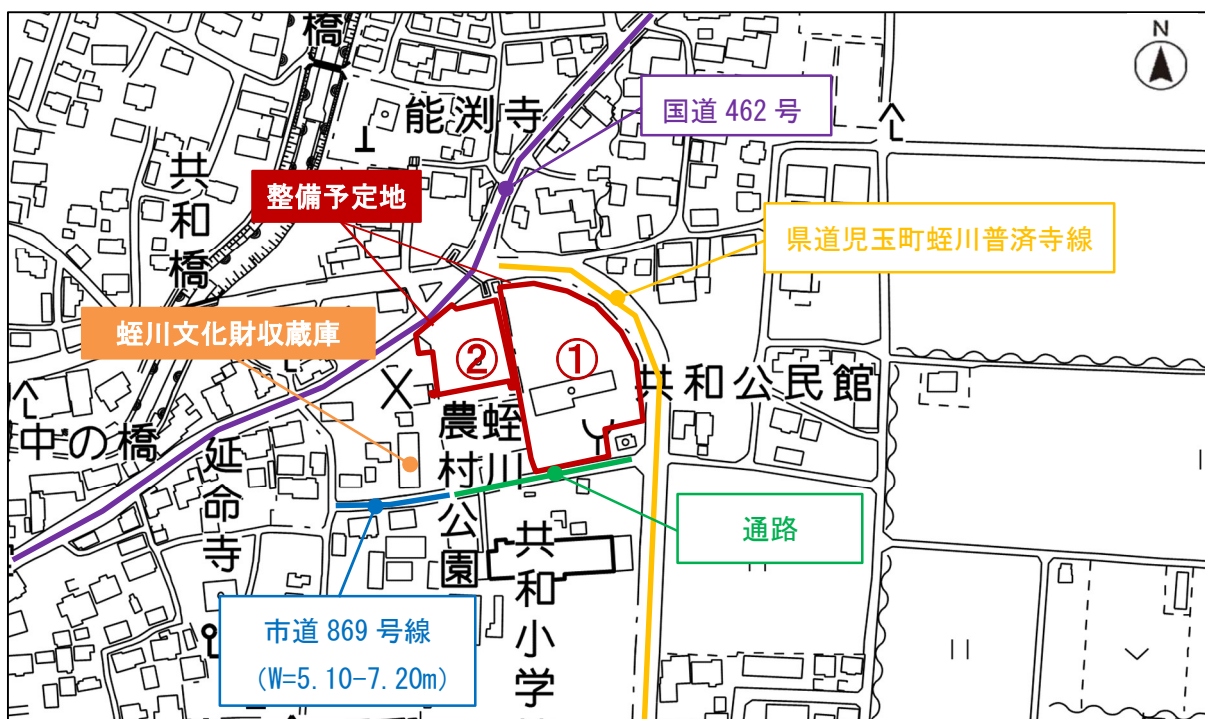 N
橋
能渕寺
国道 462 号
共和橋
整備予定地
県道児玉町蛭川普済寺線
蛭川文化財収蔵庫
②
①
共和公民館
中の橋
蛭川
農村公園
延命寺
通路
共和小学
市道 869 号線
(W=5.10-7.20m)